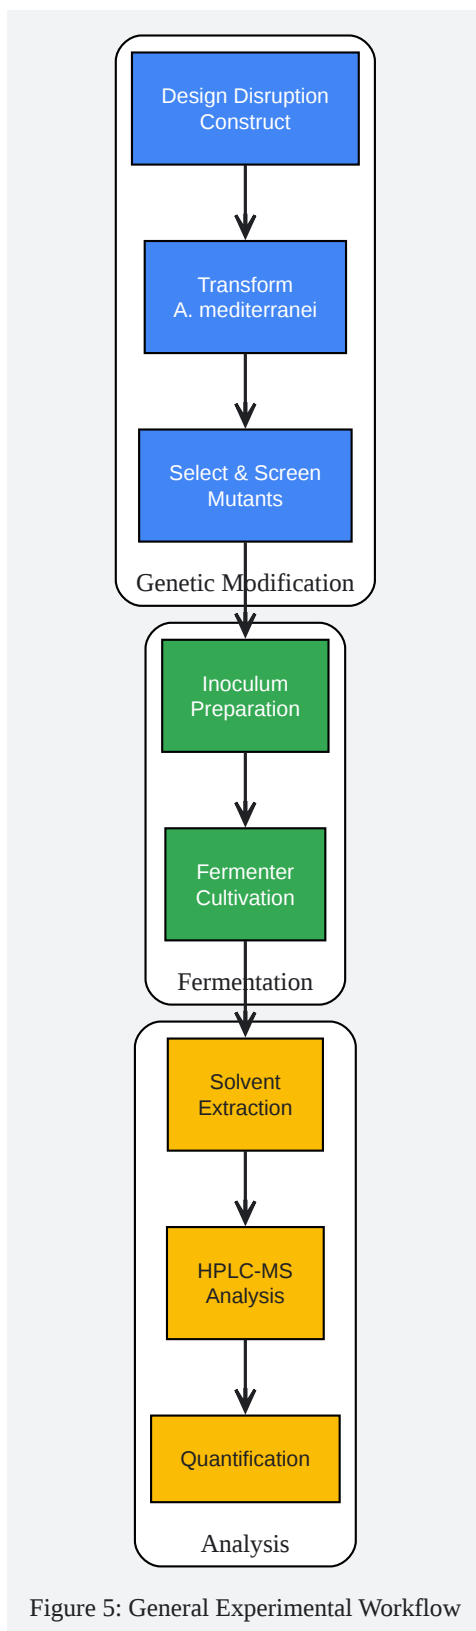 Design Disruption
Construct
Transform
A. mediterranei
Select & Screen
Mutants
Genetic Modification
Inoculum
Preparation
Fermenter
Cultivation
Fermentation
Solvent
Extraction
HPLC-MS
Analysis
Quantification
Analysis
Figure 5: General Experimental Workflow